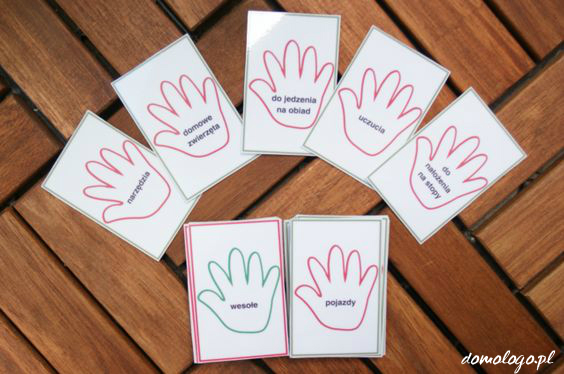 narzędzia
domowe
zwierzęta
do jedzenia
na obiad
uczucia
do
nałożenia
na stopy
wesołe
pojazdy
domologo.pl